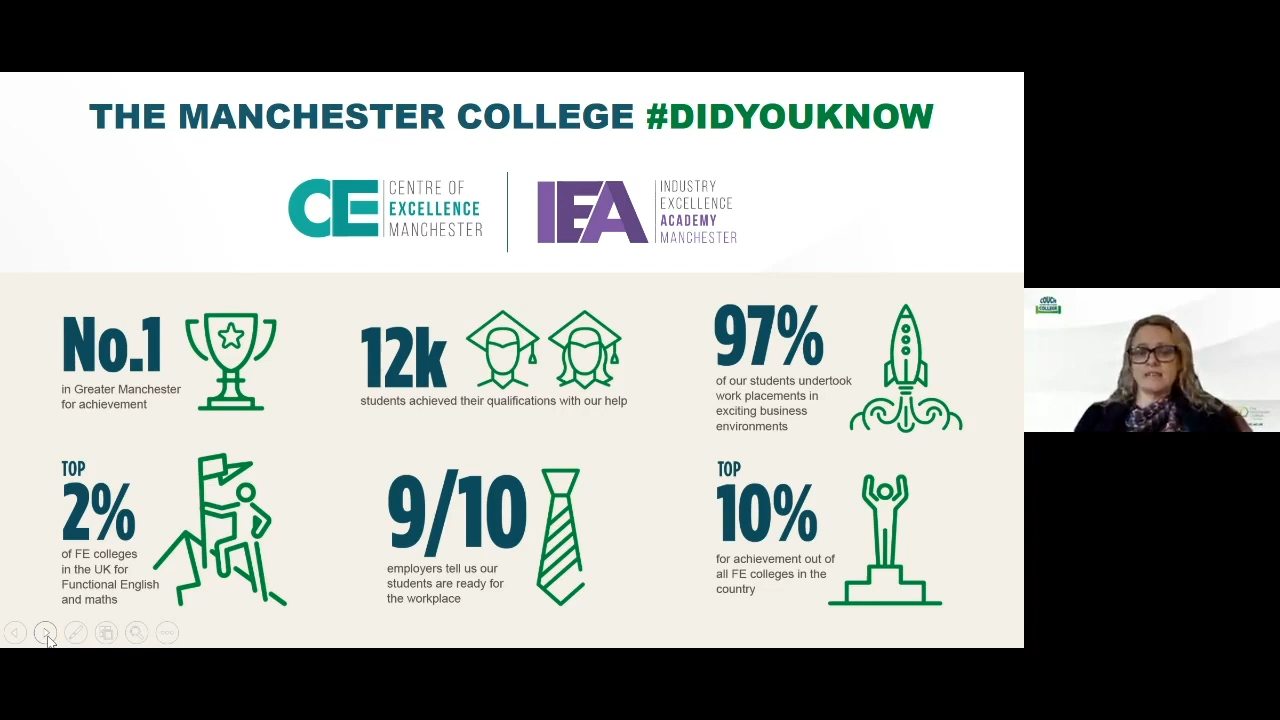 THE MANCHESTER COLLEGE #DIDYOUKNOW
CE
CENTRE OF
EXCELLENCE
MANCHESTER
IEA
INDUSTRY
EXCELLENCE
ACADEMY
MANCHESTER
No.1
in Greater Manchester
for achievement
12k
students achieved their qualifications with our help
97%
of our students undertook
work placements in
exciting business
environments
TOP
2%
of FE colleges
in the UK for
Functional English
and maths
9/10
employers tell us our
students are ready for
the workplace
TOP
10%
for achievement out of
all FE colleges in the
country
COUCH
COLLEGE